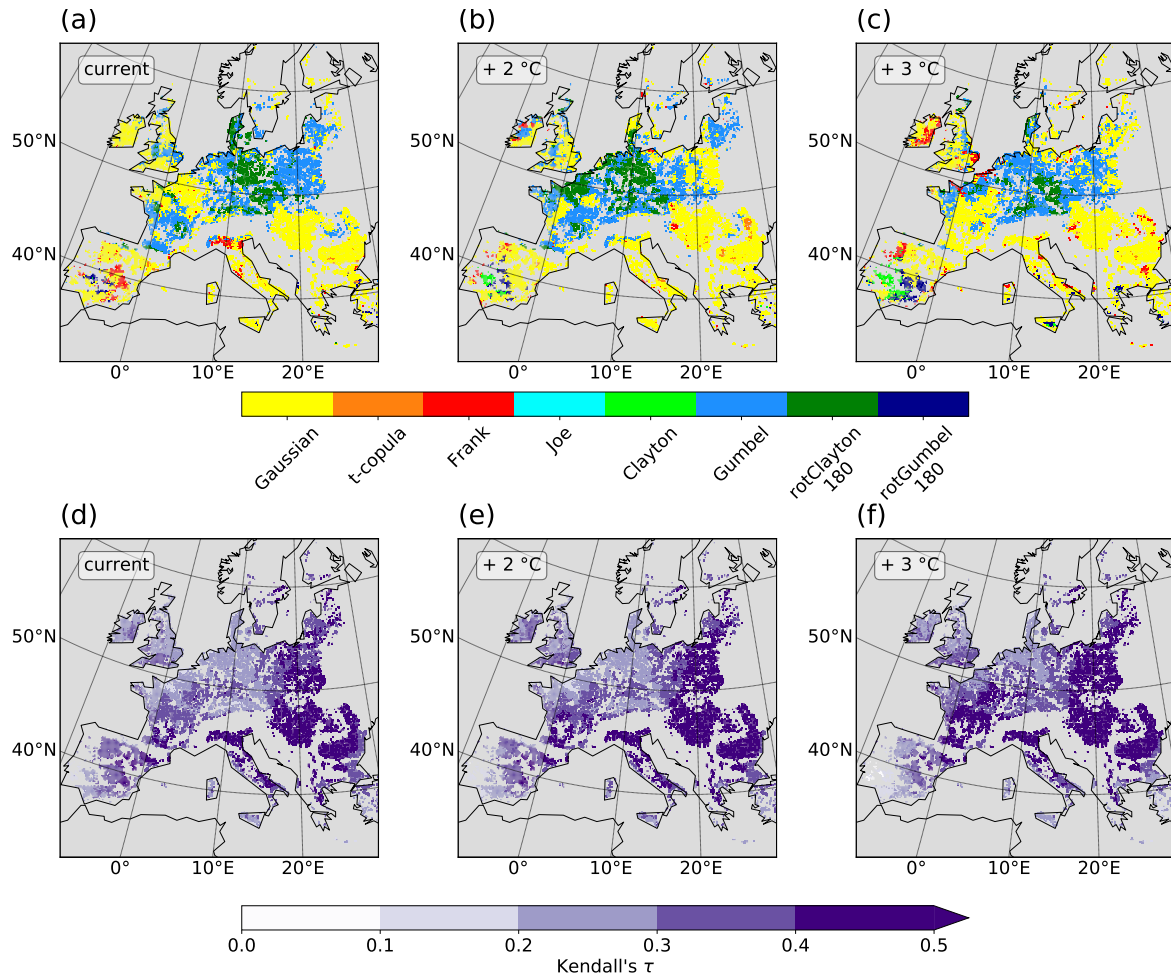 (a) (b) (c)
current + 2 °C + 3 °C
50°N 50°N 50°N
40°N 40°N 40°N
0° 10°E 20°E 0° 10°E 20°E 0° 10°E 20°E
Gaussian t-copula Frank Joe Clayton Gumbel rotClayton rotGumbel
180 180
(d) (e) (f)
current + 2 °C + 3 °C
50°N 50°N 50°N
40°N 40°N 40°N
0° 10°E 20°E 0° 10°E 20°E 0° 10°E 20°E
0.0 0.1 0.2 0.3 0.4 0.5
Kendall's τ